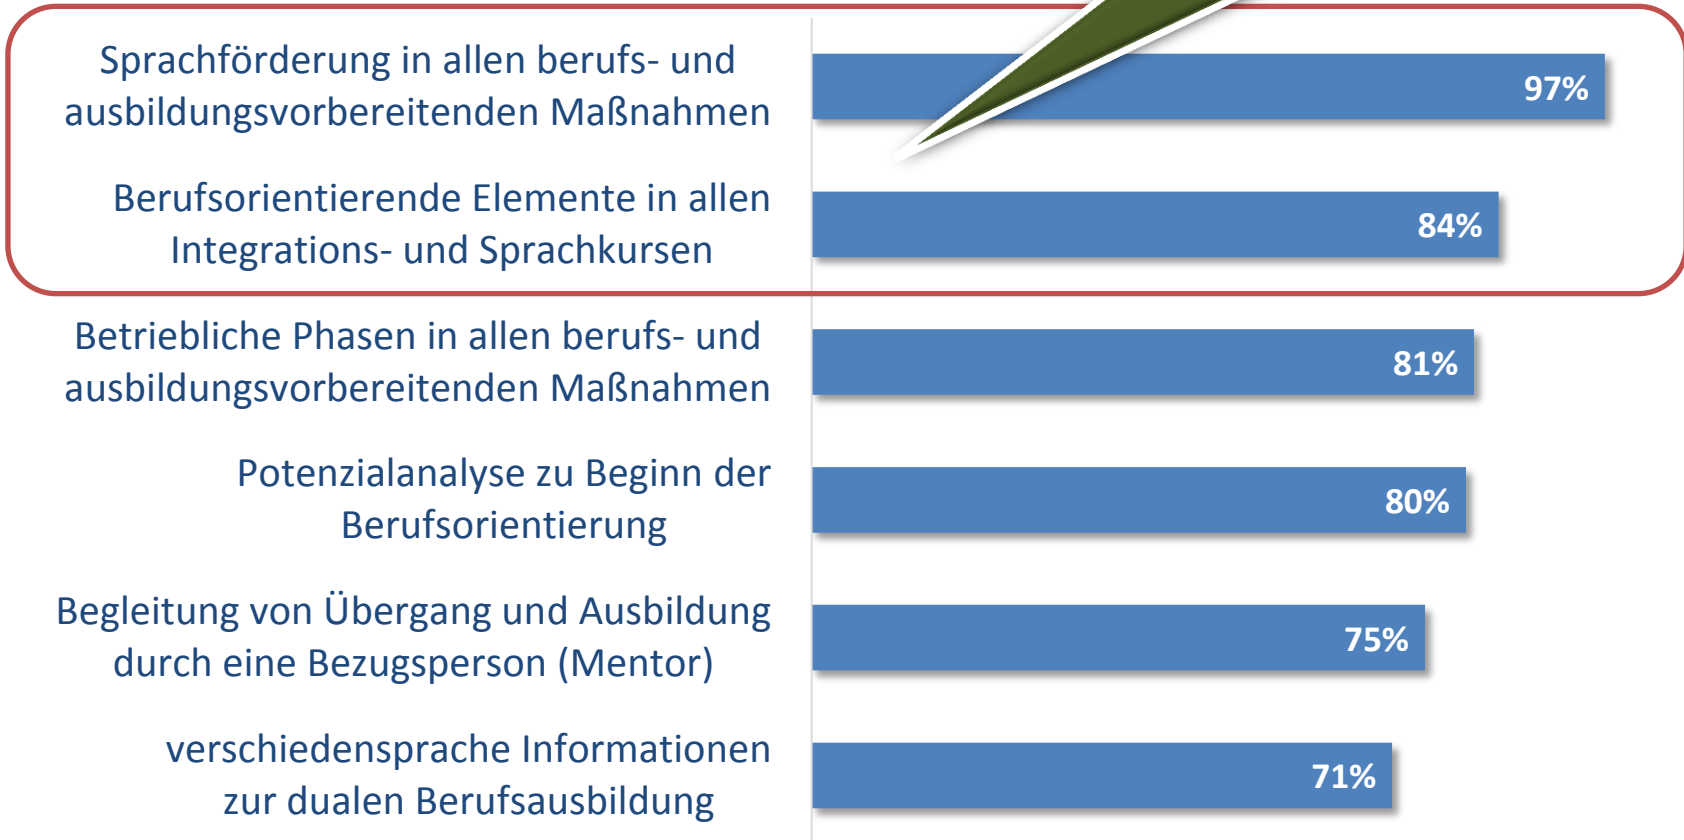 Sprachförderung in allen berufs- und
ausbildungsvorbereitenden Maßnahmen
97%
Berufsorientierende Elemente in allen
Integrations- und Sprachkursen
84%
Betriebliche Phasen in allen berufs- und
ausbildungsvorbereitenden Maßnahmen
81%
Potenzialanalyse zu Beginn der
Berufsorientierung
80%
Begleitung von Übergang und Ausbildung
durch eine Bezugsperson (Mentor)
75%
verschiedensprache Informationen
zur dualen Berufsausbildung
71%